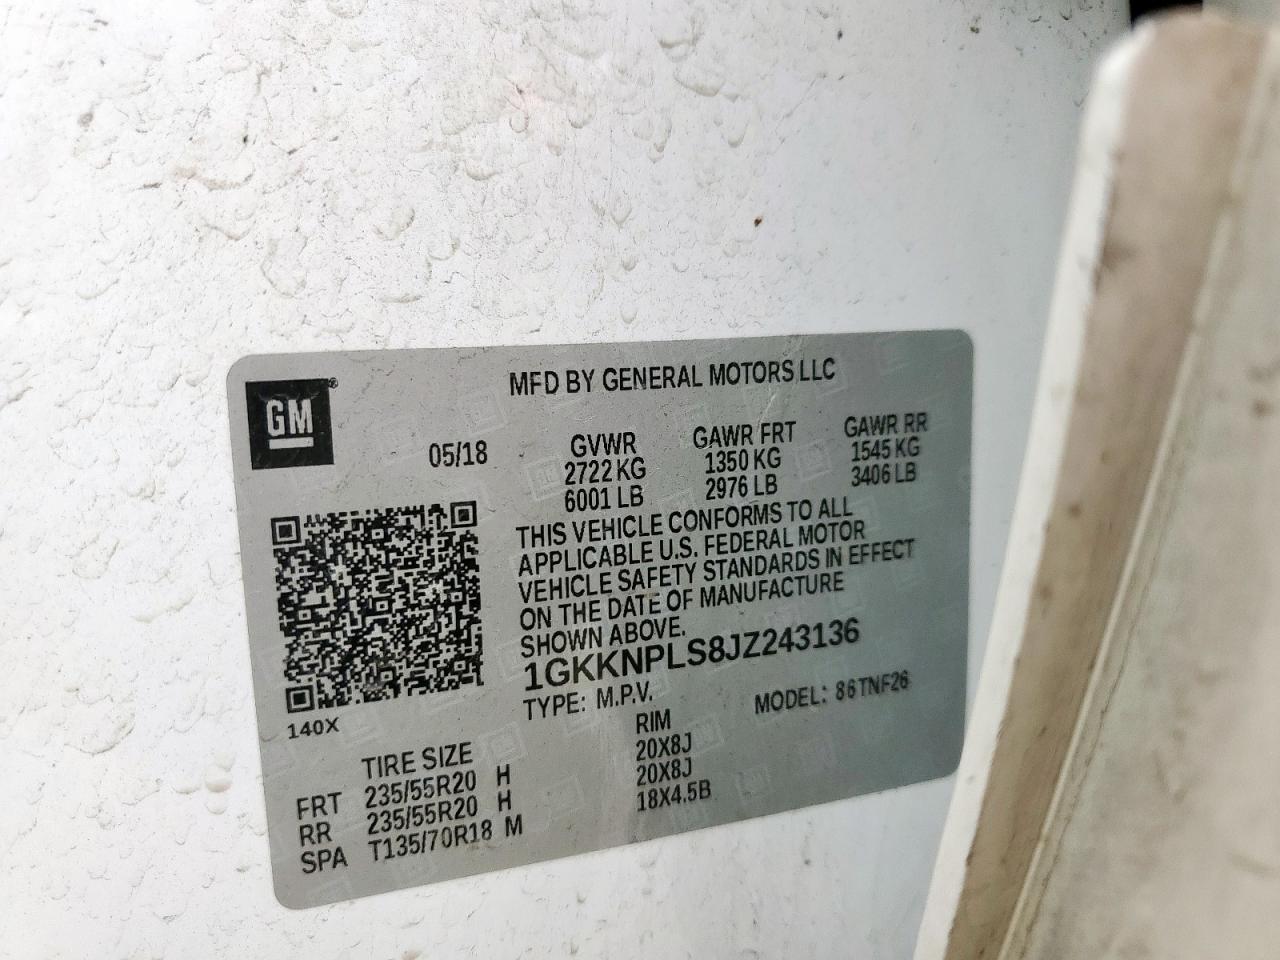 GM
MFD BY GENERAL MOTORS LLC
05/18
GVWR GAWR FRT GAWR RR
2722 KG 1350 KG 1545 KG
6001 LB 2976 LB 3406 LB
THIS VEHICLE CONFORMS TO ALL
APPLICABLE U.S. FEDERAL MOTOR
VEHICLE SAFETY STANDARDS IN EFFECT
ON THE DATE OF MANUFACTURE
SHOWN ABOVE.
1GKKNPLS8JZ243136
TYPE: M.P.V. MODEL: 86TNF26
140X
TIRE SIZE RIM
FRT 235/55R20 H 20X8J
RR 235/55R20 H 20X8J
SPA T135/70R18 M 18X4.5B